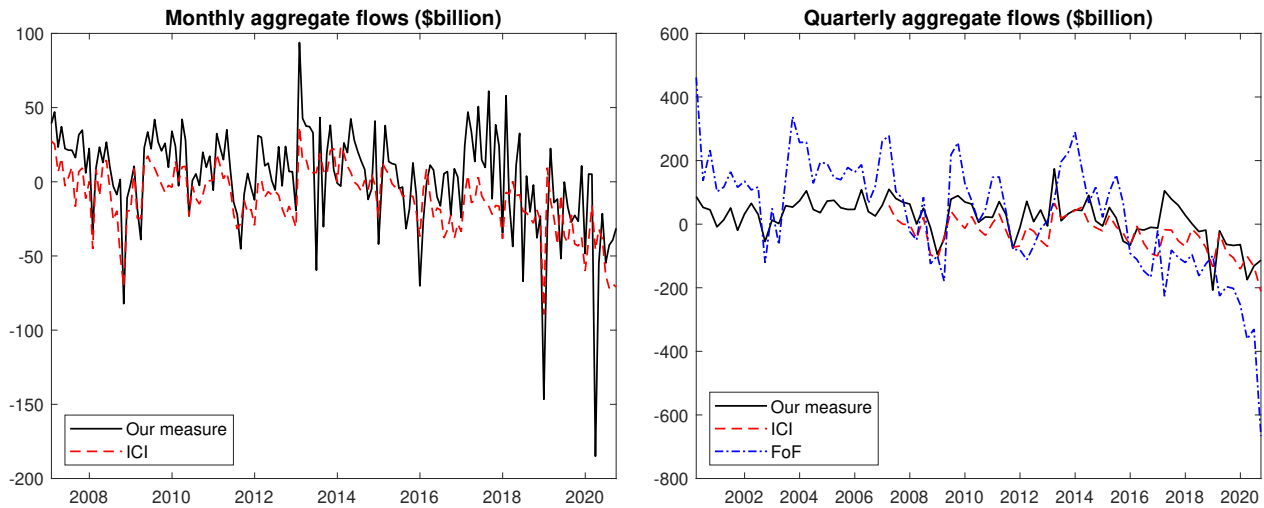 Monthly aggregate flows ($billion)
100
50
0
-50
-100
-150
-200
2008 2010 2012 2014 2016 2018 2020
Our measure
ICI
Quarterly aggregate flows ($billion)
600
400
200
0
-200
-400
-600
-800
2002 2004 2006 2008 2010 2012 2014 2016 2018 2020
Our measure
ICI
FoF